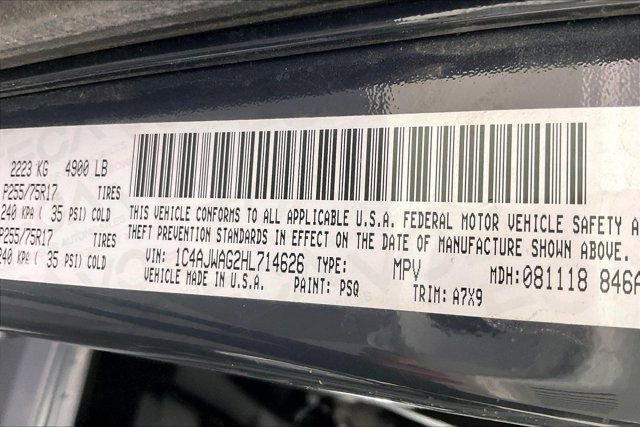 2223 KG 4900 LB
P255/75R17 TIRES
240 KPA ( 35 PSI) COLD
P255/75R17 TIRES
240 KPA ( 35 PSI) COLD
THIS VEHICLE CONFORMS TO ALL APPLICABLE U.S.A. FEDERAL MOTOR VEHICLE SAFETY A
THEFT PREVENTION STANDARDS IN EFFECT ON THE DATE OF MANUFACTURE SHOWN ABOVE.
VIN: 1C4AJWAG2HL714626 TYPE: MPV MDH:081118 846A
VEHICLE MADE IN U.S.A. PAINT: PSQ TRIM: A7X9